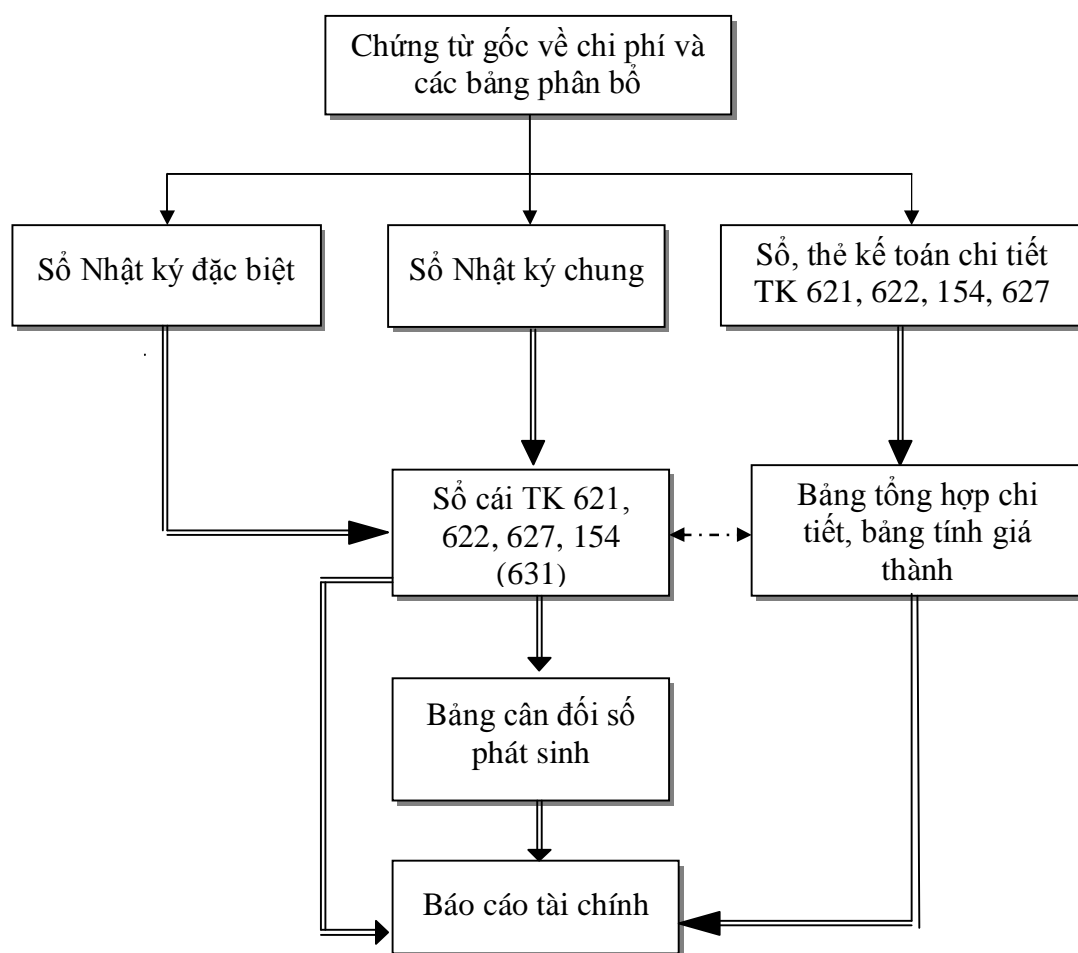 Chứng từ gốc về chi phí và
các bảng phân bổ
Sổ Nhật ký đặc biệt
Sổ Nhật ký chung
Sổ, thẻ kế toán chi tiết
TK 621, 622, 154, 627
Sổ cái TK 621,
622, 627, 154
(631)
Bảng tổng hợp chi
tiết, bảng tính giá
thành
Bảng cân đối số
phát sinh
Báo cáo tài chính